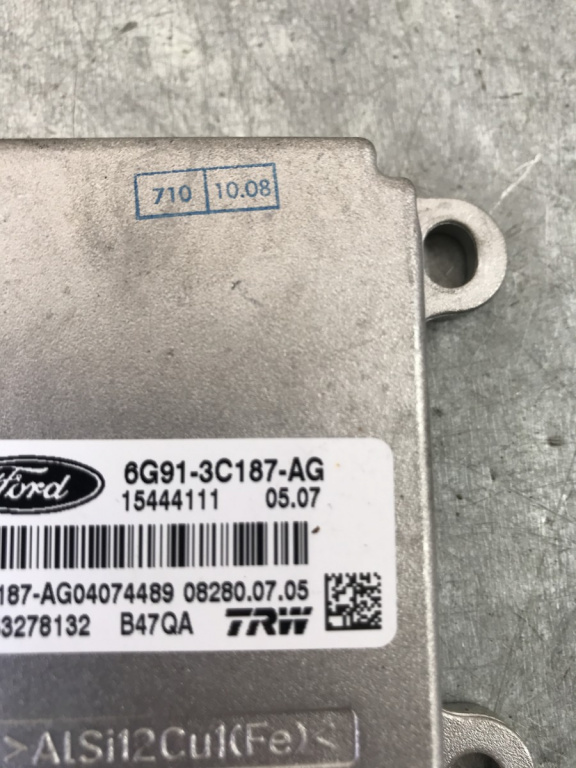 710 10.08
Ford 6G91-3C187-AG
15444111 05.07
187-AG04074489 08280.07.05
3278132 B47QA TRW
>AlSi12Cu1(Fe)<